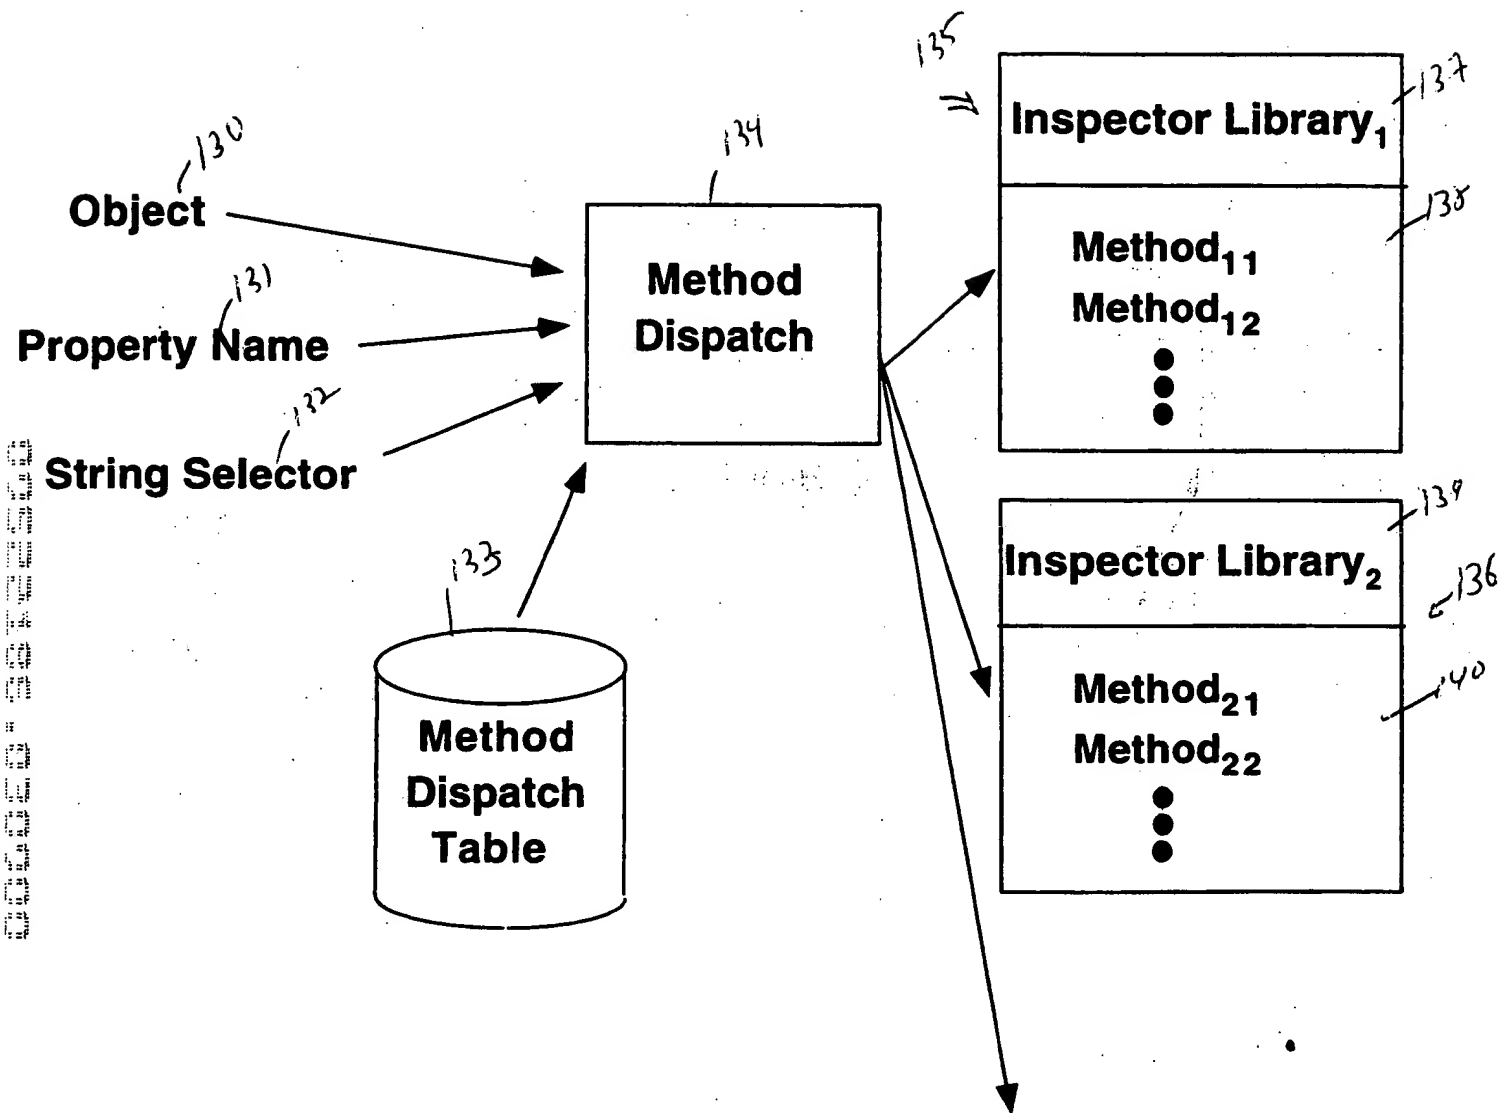 135
137
Inspector Library₁
130
134
Object
138
Method₁₁
Method
Dispatch
131
Property Name
Method₁₂
132
String Selector
139
133
Inspector Library₂
136
Method
Dispatch
Table
Method₂₁
140
Method₂₂